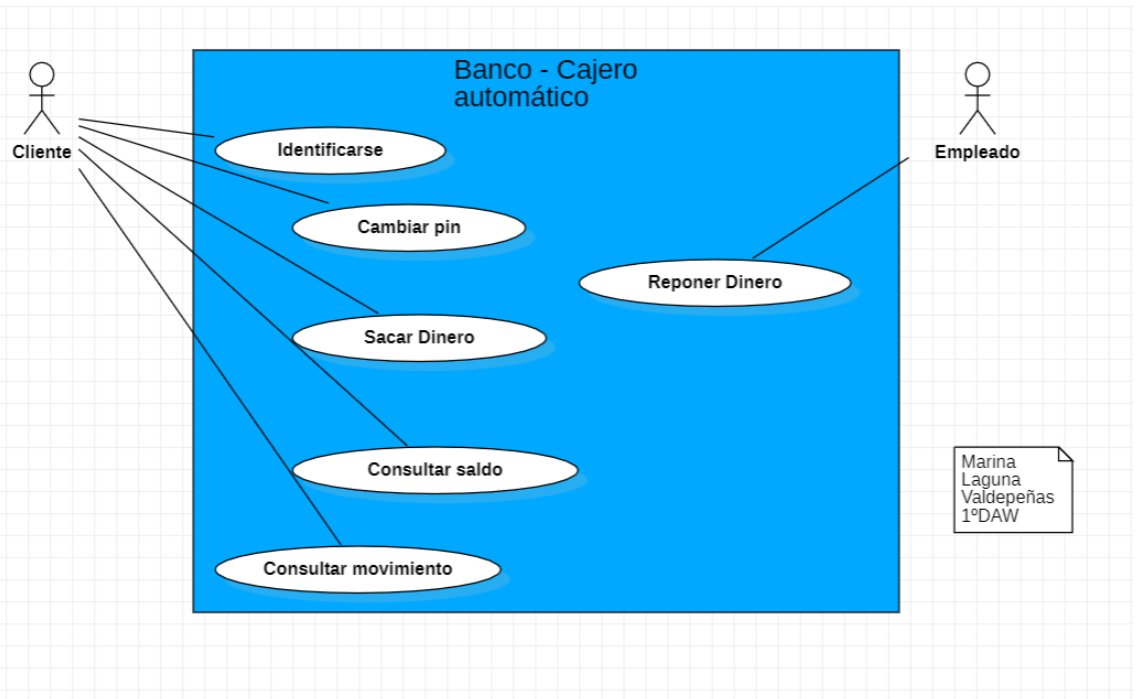 Banco - Cajero
automático
Cliente
Empleado
Identificarse
Cambiar pin
Reponer Dinero
Sacar Dinero
Consultar saldo
Marina
Laguna
Valdepeñas
1ºDAW
Consultar movimiento